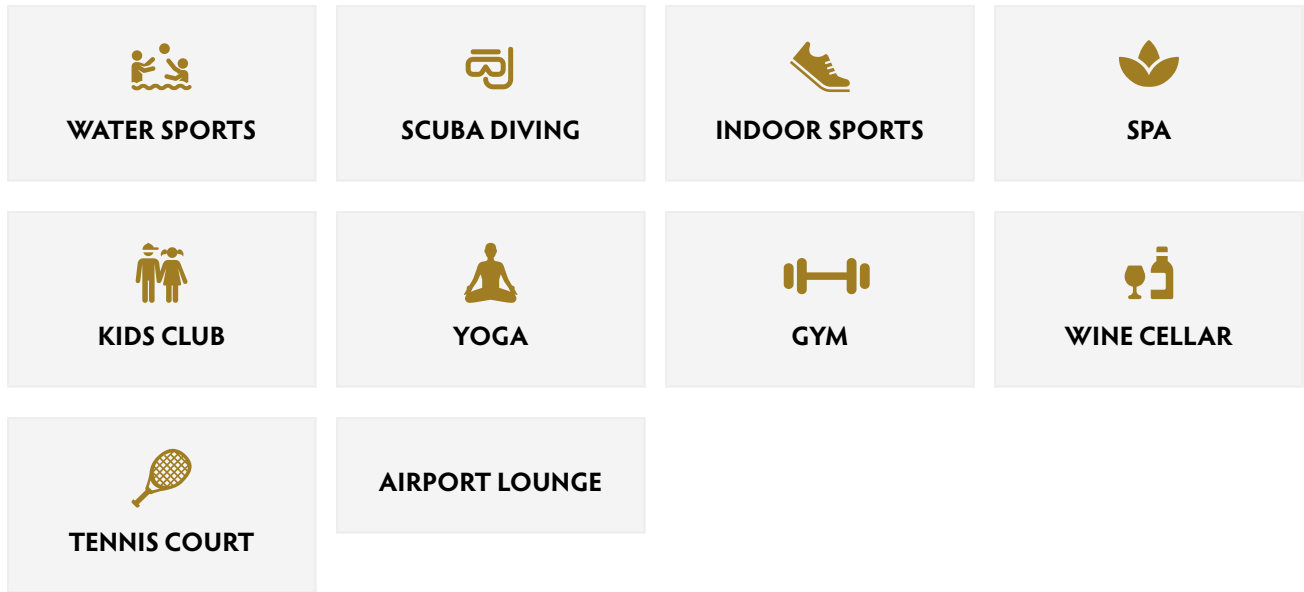 WATER SPORTS
SCUBA DIVING
INDOOR SPORTS
SPA
KIDS CLUB
YOGA
GYM
WINE CELLAR
TENNIS COURT
AIRPORT LOUNGE